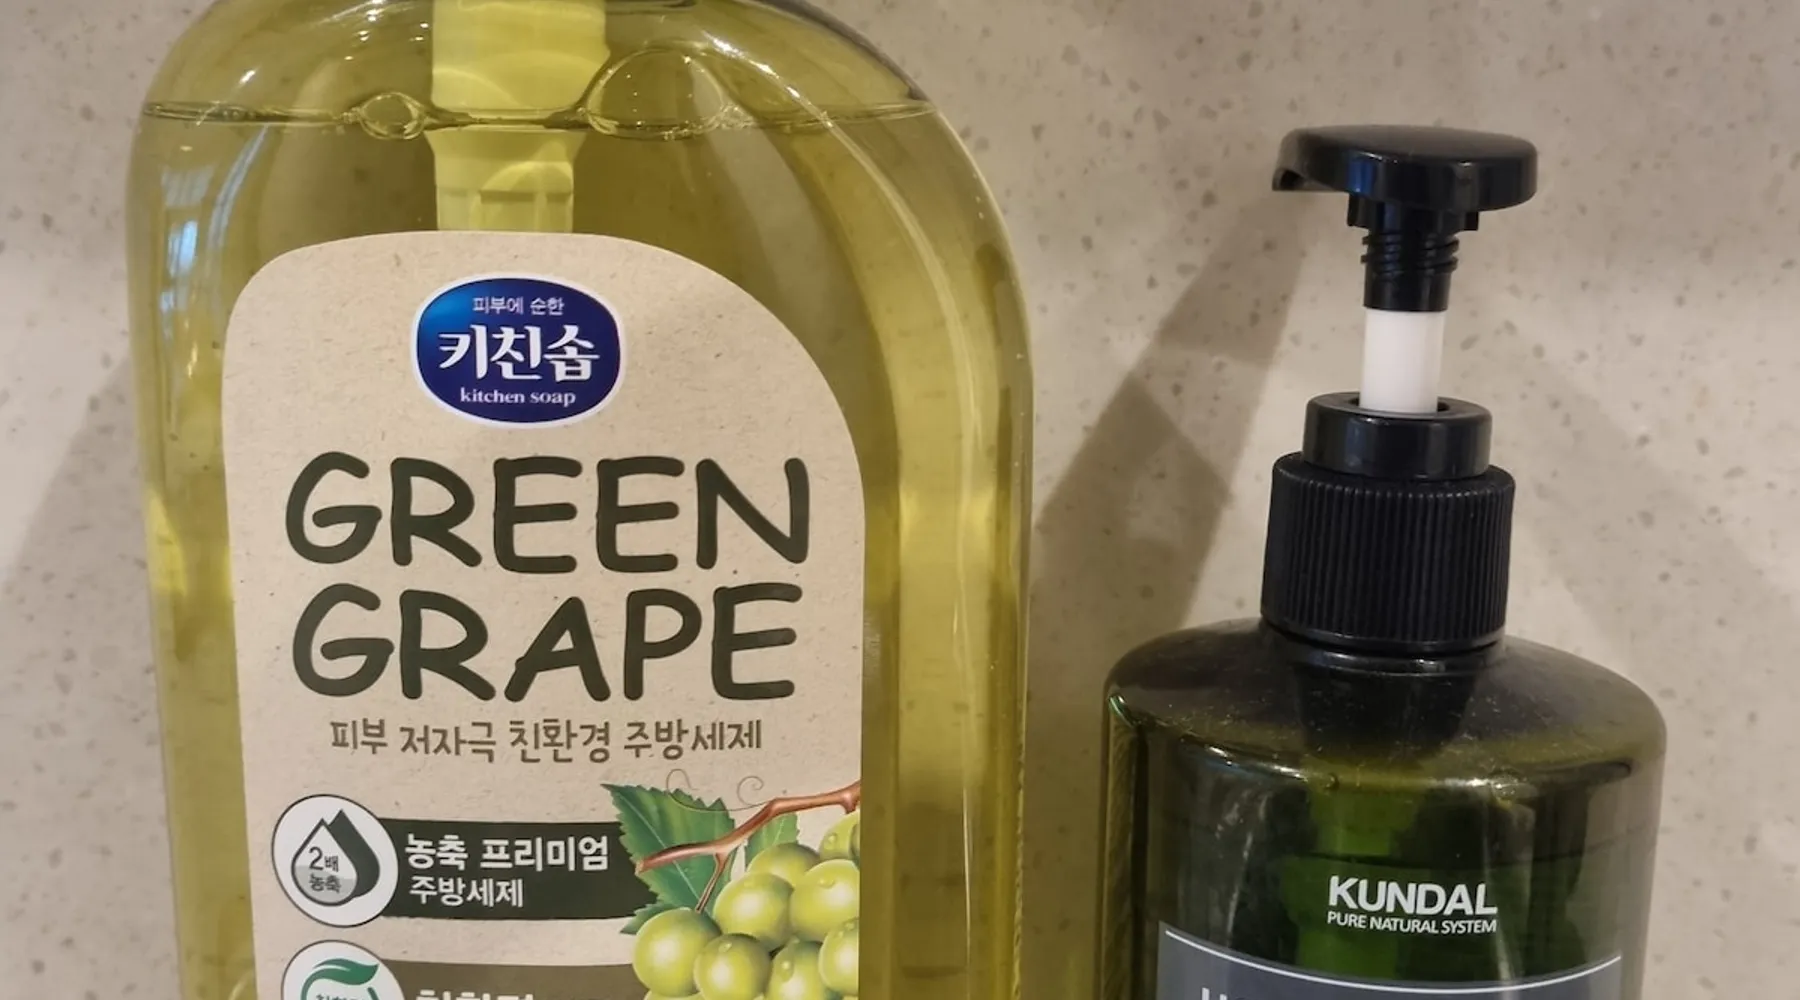 피부에 순한
키친솝
kitchen soap
GREEN
GRAPE
피부 저자극 친환경 주방세제
2배
농축
농축 프리미엄
주방세제
KUNDAL
PURE NATURAL SYSTEM